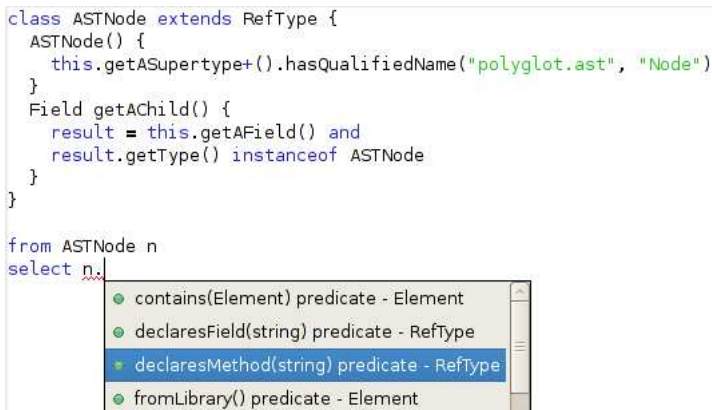 class ASTNode extends RefType {
ASTNode() {
this.getASupertype+().hasQualifiedName("polyglot.ast", "Node")
}
Field getAChild() {
result = this.getAField() and
result.getType() instanceof ASTNode
}
}
from ASTNode n
select n.
contains(Element) predicate - Element
declaresField(string) predicate - RefType
declaresMethod(string) predicate - RefType
fromLibrary() predicate - Element